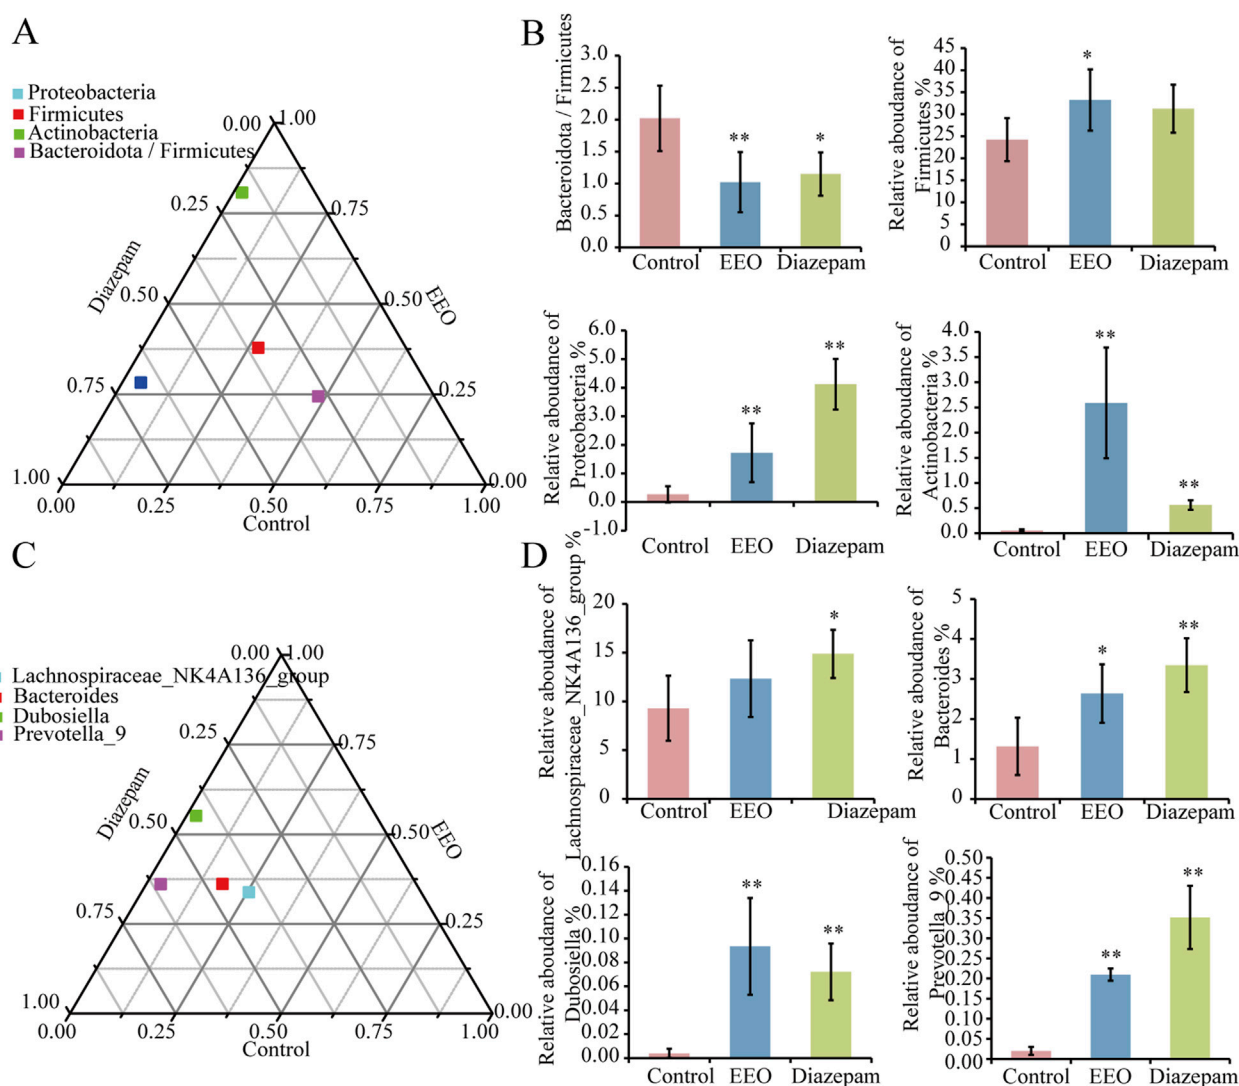 A
Proteobacteria
Firmicutes
Actinobacteria
Bacteroidota / Firmicutes
0.00 1.00
0.25 0.75
Diazepam
EEO
0.50 0.50
0.75 0.25
1.00 0.00
0.00 0.25 0.50 0.75 1.00
Control
B
Bacteroidota / Firmicutes
3.0
2.5
2.0
1.5
1.0
0.5
0.0
** *
Control EEO Diazepam
Relative aboudance of
Firmicutes %
45
40
35
30
25
20
15
10
5
0
*
Control EEO Diazepam
Relative aboudance of
Proteobacteria %
6.0
5.0
4.0
3.0
2.0
1.0
0.0
-1.0
** **
Control EEO Diazepam
Relative aboudance of
Actinobacteria %
4.0
3.5
3.0
2.5
2.0
1.5
1.0
0.5
0.0
** **
Control EEO Diazepam
C
Lachnospiraceae_NK4A136_group
Bacteroides
Dubosiella
Prevotella_9
0.00 1.00
0.25 0.75
Diazepam
EEO
0.50 0.50
0.75 0.25
1.00 0.00
0.00 0.25 0.50 0.75 1.00
Control
D
Relative aboudance of
Lachnospiraceae_NK4A136_group %
20
15
10
5
0
*
Control EEO Diazepam
Relative aboudance of
Bacteroides %
5
4
3
2
1
0
* **
Control EEO Diazepam
Relative aboudance of
Dubosiella %
0.16
0.14
0.12
0.10
0.08
0.06
0.04
0.02
0.00
** **
Control EEO Diazepam
Relative aboudance of
Prevotella_9 %
0.50
0.45
0.40
0.35
0.30
0.25
0.20
0.15
0.10
0.05
0.00
** **
Control EEO Diazepam